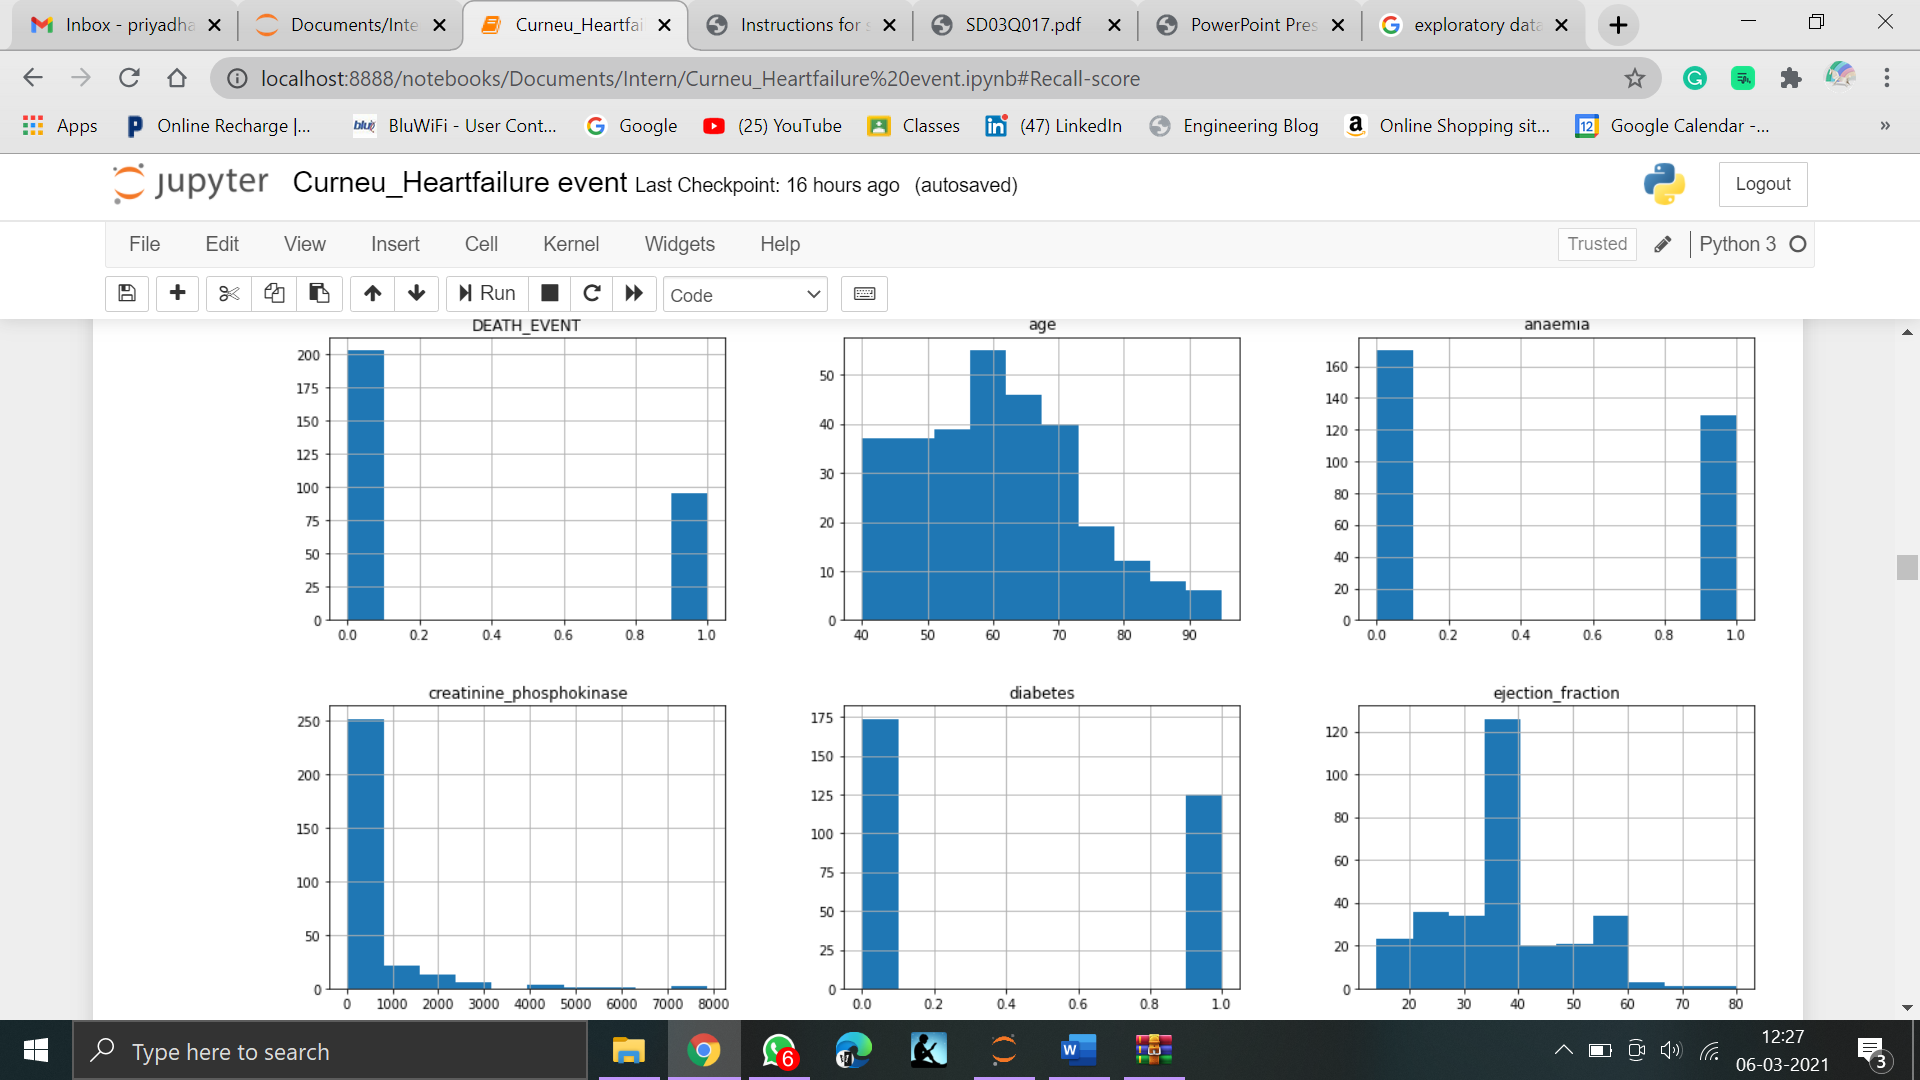 Inbox - priyadha
Documents/Inte
Curneu_Heartfai
Instructions for s
SD03Q017.pdf
PowerPoint Pres
exploratory data
localhost:8888/notebooks/Documents/Intern/Curneu_Heartfailure%20event.ipynb#Recall-score
Apps
Online Recharge |...
BluWiFi - User Cont...
Google
(25) YouTube
Classes
(47) LinkedIn
Engineering Blog
Online Shopping sit...
Google Calendar -...
»
jupyter Curneu_Heartfailure event Last Checkpoint: 16 hours ago (autosaved)
Logout
File Edit View Insert Cell Kernel Widgets Help
Trusted
Python 3
Run
Code
DEATH_EVENT
200
175
150
125
100
75
50
25
0
0.0 0.2 0.4 0.6 0.8 1.0
age
50
40
30
20
10
0
40 50 60 70 80 90
anaemia
160
140
120
100
80
60
40
20
0
0.0 0.2 0.4 0.6 0.8 1.0
creatinine_phosphokinase
250
200
150
100
50
0
0 1000 2000 3000 4000 5000 6000 7000 8000
diabetes
175
150
125
100
75
50
25
0
0.0 0.2 0.4 0.6 0.8 1.0
ejection_fraction
120
100
80
60
40
20
0
20 30 40 50 60 70 80
Type here to search
6
12:27
06-03-2021
3